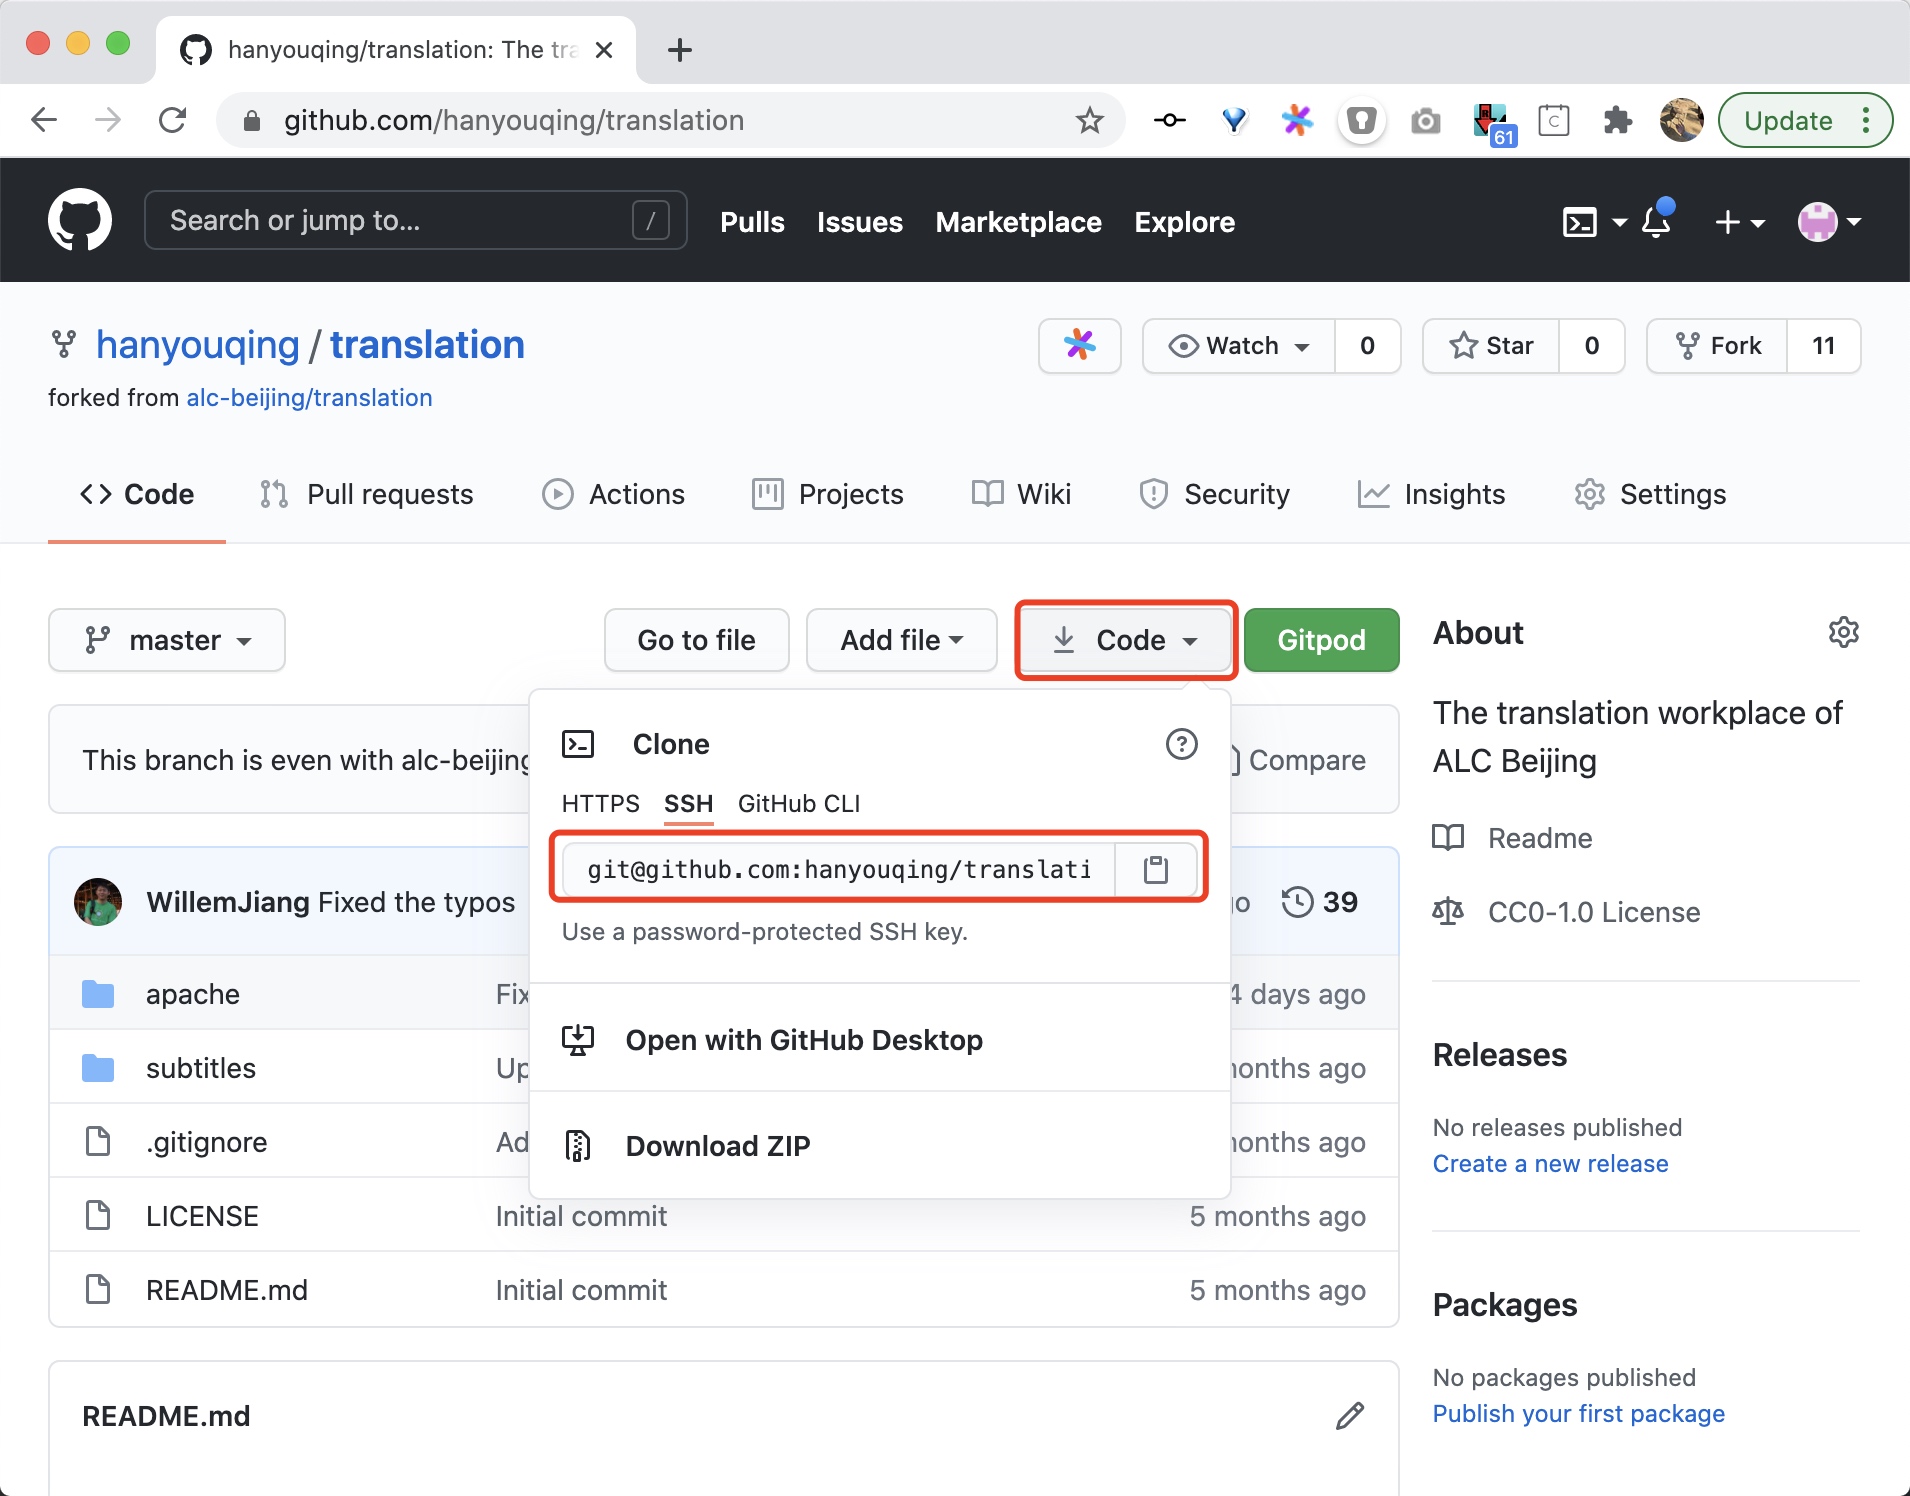 hanyouqing/translation: The tra
github.com/hanyouqing/translation
61
C
Update
Search or jump to...
/
Pulls
Issues
Marketplace
Explore
hanyouqing / translation
Watch
0
Star
0
Fork
11
forked from alc-beijing/translation
Code
Pull requests
Actions
Projects
Wiki
Security
Insights
Settings
master
Go to file
Add file
Code
Gitpod
This branch is even with alc-beijing
Compare
Clone
HTTPS
SSH
GitHub CLI
git@github.com:hanyouqing/translati
Use a password-protected SSH key.
Open with GitHub Desktop
Download ZIP
WillemJiang Fixed the typos
go
39
apache
Fix
4 days ago
subtitles
Up
onths ago
.gitignore
Ad
onths ago
LICENSE
Initial commit
5 months ago
README.md
Initial commit
5 months ago
README.md
About
The translation workplace of
ALC Beijing
Readme
CC0-1.0 License
Releases
No releases published
Create a new release
Packages
No packages published
Publish your first package